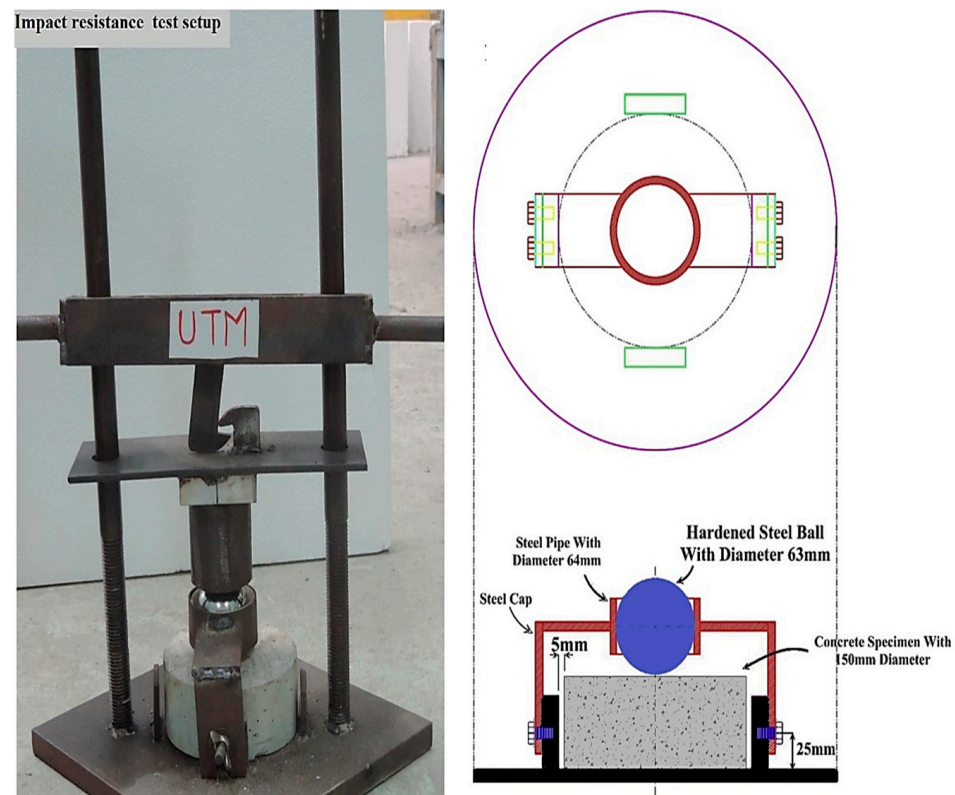 Impact resistance test setup
UTM
Steel Pipe With
Diameter 64mm
Hardened Steel Ball
With Diameter 63mm
Steel Cap
5mm
Concrete Specimen With
150mm Diameter
25mm